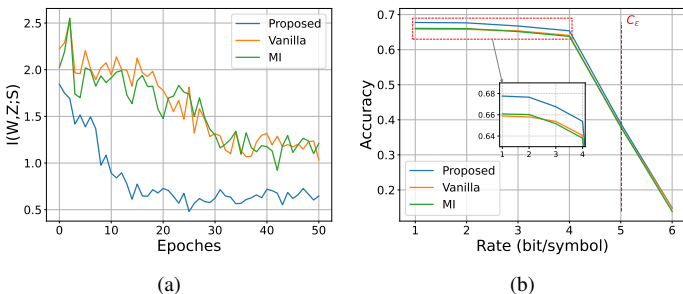 2.5
2.0
1.5
1.0
0.5
I(W,Z;S)
Proposed
Vanilla
MI
0 10 20 30 40 50
Epoches
(a)
0.7
0.6
0.5
0.4
0.3
0.2
Accuracy
C_ε
0.68
0.66
0.64
1 2 3 4
Proposed
Vanilla
MI
1 2 3 4 5 6
Rate (bit/symbol)
(b)